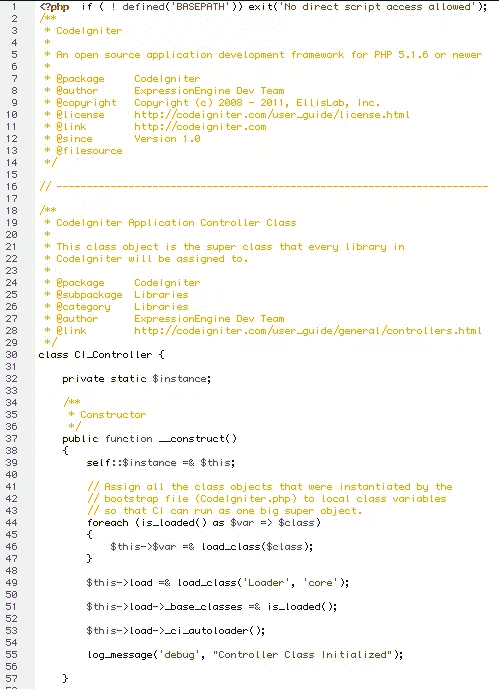 1 <?php  if ( ! defined('BASEPATH')) exit('No direct script access allowed');
2 /**
3  * CodeIgniter
4  *
5  * An open source application development framework for PHP 5.1.6 or newer
6  *
7  * @package     CodeIgniter
8  * @author      ExpressionEngine Dev Team
9  * @copyright   Copyright (c) 2008 - 2011, EllisLab, Inc.
10  * @license     http://codeigniter.com/user_guide/license.html
11  * @link        http://codeigniter.com
12  * @since       Version 1.0
13  * @filesource
14  */
15
16 // ------------------------------------------------------------------------
17
18 /**
19  * CodeIgniter Application Controller Class
20  *
21  * This class object is the super class that every library in
22  * CodeIgniter will be assigned to.
23  *
24  * @package     CodeIgniter
25  * @subpackage  Libraries
26  * @category    Libraries
27  * @author      ExpressionEngine Dev Team
28  * @link        http://codeigniter.com/user_guide/general/controllers.html
29  */
30 class CI_Controller {
31
32     private static $instance;
33
34     /**
35      * Constructor
36      */
37     public function __construct()
38     {
39         self::$instance =& $this;
40
41         // Assign all the class objects that were instantiated by the
42         // bootstrap file (CodeIgniter.php) to local class variables
43         // so that CI can run as one big super object.
44         foreach (is_loaded() as $var => $class)
45         {
46             $this->$var =& load_class($class);
47         }
48
49         $this->load =& load_class('Loader', 'core');
50
51         $this->load->_base_classes =& is_loaded();
52
53         $this->load->_ci_autoloader();
54
55         log_message('debug', "Controller Class Initialized");
56
57     }